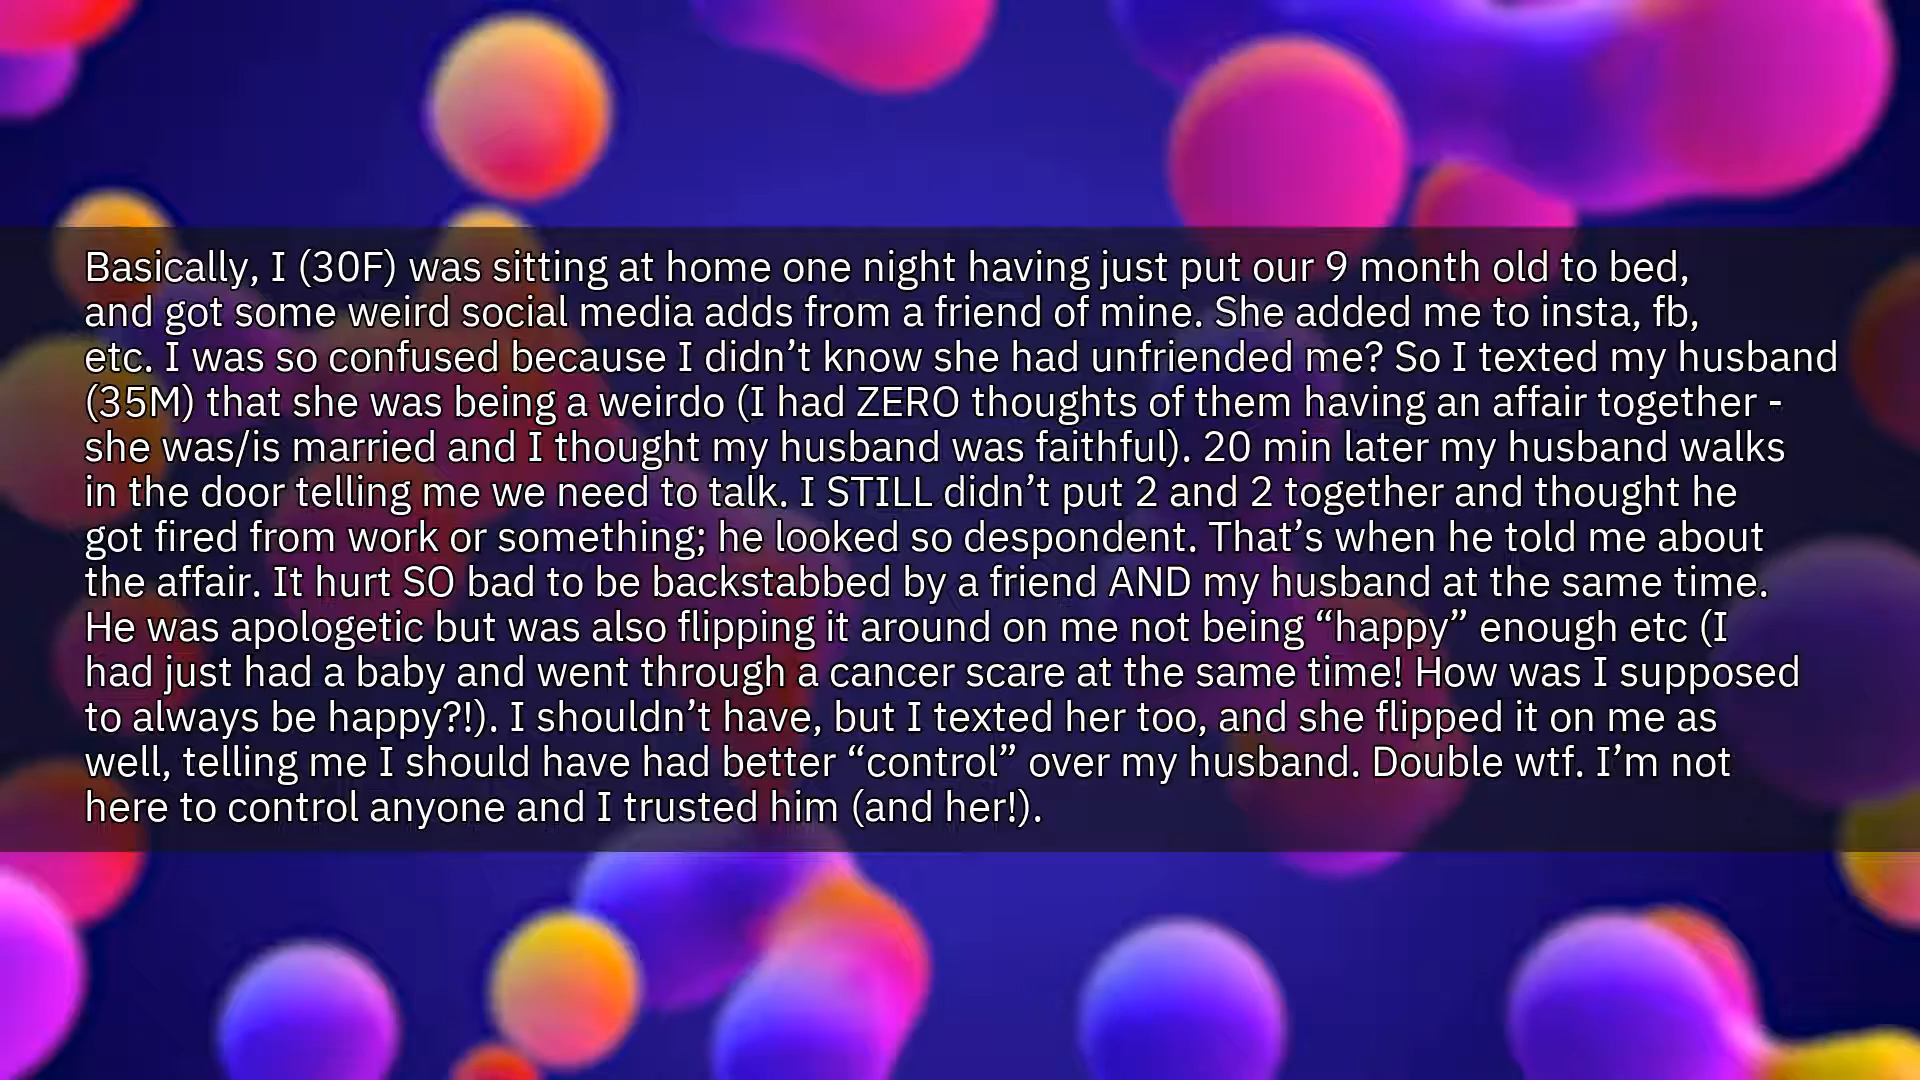 Basically, I (30F) was sitting at home one night having just put our 9 month old to bed,
and got some weird social media adds from a friend of mine. She added me to insta, fb,
etc. I was so confused because I didn’t know she had unfriended me? So I texted my husband
(35M) that she was being a weirdo (I had ZERO thoughts of them having an affair together -
she was/is married and I thought my husband was faithful). 20 min later my husband walks
in the door telling me we need to talk. I STILL didn’t put 2 and 2 together and thought he
got fired from work or something; he looked so despondent. That’s when he told me about
the affair. It hurt SO bad to be backstabbed by a friend AND my husband at the same time.
He was apologetic but was also flipping it around on me not being “happy” enough etc (I
had just had a baby and went through a cancer scare at the same time! How was I supposed
to always be happy?!). I shouldn’t have, but I texted her too, and she flipped it on me as
well, telling me I should have had better “control” over my husband. Double wtf. I’m not
here to control anyone and I trusted him (and her!).